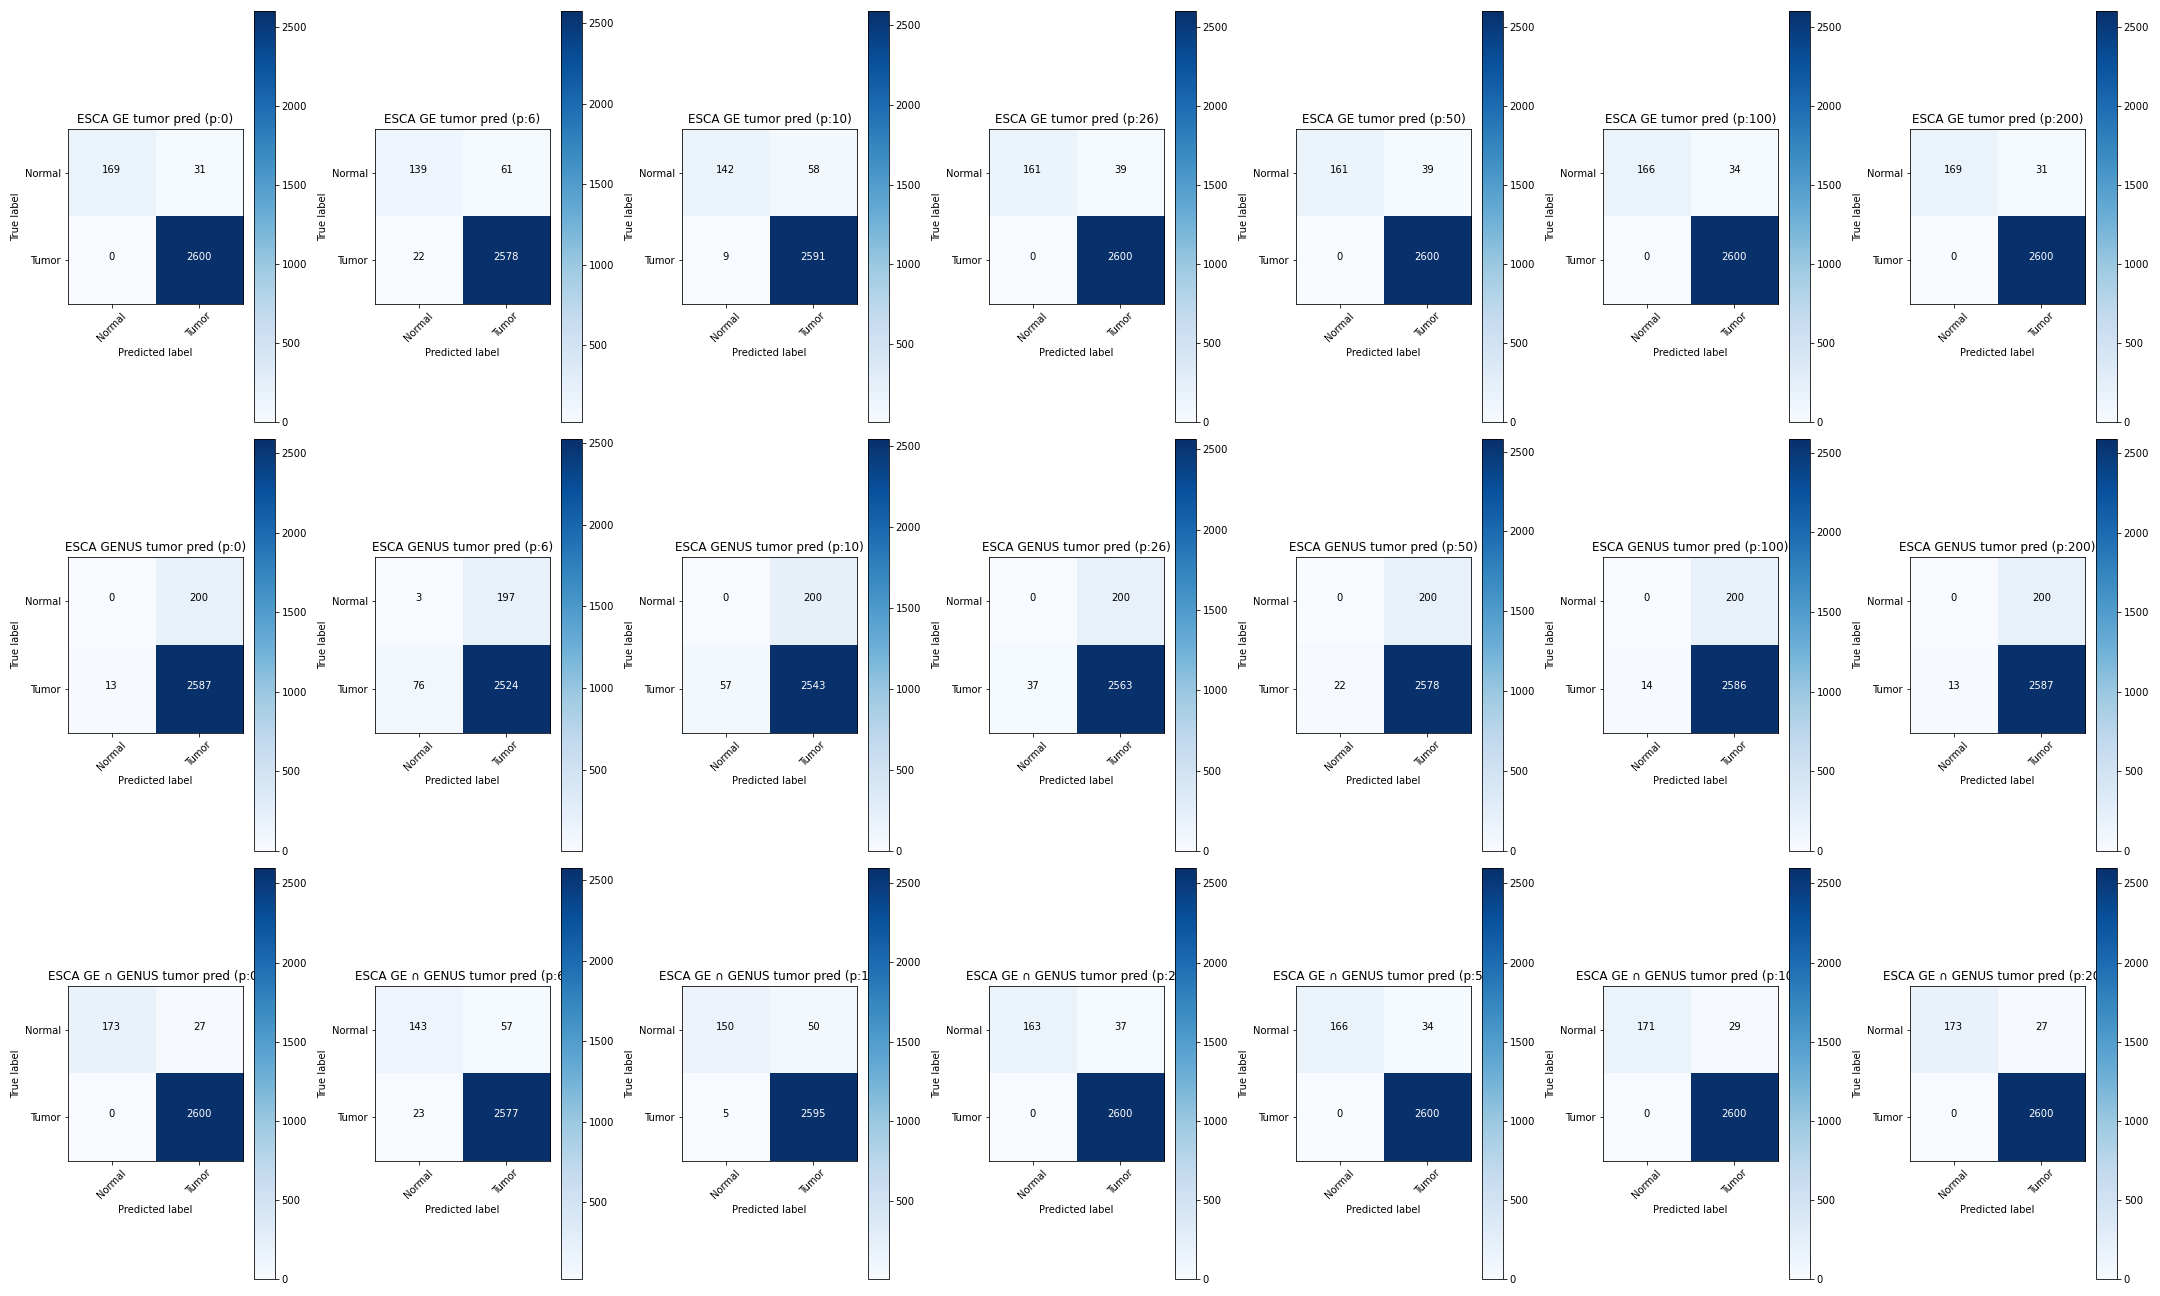 ESCA GE tumor pred (p:0)
2500
2000
1500
1000
500
0
Normal
Tumor
True label
169 31
0 2600
Normal Tumor
Predicted label
ESCA GE tumor pred (p:6)
2500
2000
1500
1000
500
Normal
Tumor
True label
139 61
22 2578
Normal Tumor
Predicted label
ESCA GE tumor pred (p:10)
2500
2000
1500
1000
500
Normal
Tumor
True label
142 58
9 2591
Normal Tumor
Predicted label
ESCA GE tumor pred (p:26)
2500
2000
1500
1000
500
0
Normal
Tumor
True label
161 39
0 2600
Normal Tumor
Predicted label
ESCA GE tumor pred (p:50)
2500
2000
1500
1000
500
0
Normal
Tumor
True label
161 39
0 2600
Normal Tumor
Predicted label
ESCA GE tumor pred (p:100)
2500
2000
1500
1000
500
0
Normal
Tumor
True label
166 34
0 2600
Normal Tumor
Predicted label
ESCA GE tumor pred (p:200)
2500
2000
1500
1000
500
0
Normal
Tumor
True label
169 31
0 2600
Normal Tumor
Predicted label
ESCA GENUS tumor pred (p:0)
2500
2000
1500
1000
500
0
Normal
Tumor
True label
0 200
13 2587
Normal Tumor
Predicted label
ESCA GENUS tumor pred (p:6)
2500
2000
1500
1000
500
Normal
Tumor
True label
3 197
76 2524
Normal Tumor
Predicted label
ESCA GENUS tumor pred (p:10)
2500
2000
1500
1000
500
0
Normal
Tumor
True label
0 200
57 2543
Normal Tumor
Predicted label
ESCA GENUS tumor pred (p:26)
2500
2000
1500
1000
500
0
Normal
Tumor
True label
0 200
37 2563
Normal Tumor
Predicted label
ESCA GENUS tumor pred (p:50)
2500
2000
1500
1000
500
0
Normal
Tumor
True label
0 200
22 2578
Normal Tumor
Predicted label
ESCA GENUS tumor pred (p:100)
2500
2000
1500
1000
500
0
Normal
Tumor
True label
0 200
14 2586
Normal Tumor
Predicted label
ESCA GENUS tumor pred (p:200)
2500
2000
1500
1000
500
0
Normal
Tumor
True label
0 200
13 2587
Normal Tumor
Predicted label
ESCA GE ∩ GENUS tumor pred (p:0
2500
2000
1500
1000
500
0
Normal
Tumor
True label
173 27
0 2600
Normal Tumor
Predicted label
ESCA GE ∩ GENUS tumor pred (p:6
2500
2000
1500
1000
500
Normal
Tumor
True label
143 57
23 2577
Normal Tumor
Predicted label
ESCA GE ∩ GENUS tumor pred (p:1
2500
2000
1500
1000
500
Normal
Tumor
True label
150 50
5 2595
Normal Tumor
Predicted label
ESCA GE ∩ GENUS tumor pred (p:2
2500
2000
1500
1000
500
0
Normal
Tumor
True label
163 37
0 2600
Normal Tumor
Predicted label
ESCA GE ∩ GENUS tumor pred (p:5
2500
2000
1500
1000
500
0
Normal
Tumor
True label
166 34
0 2600
Normal Tumor
Predicted label
ESCA GE ∩ GENUS tumor pred (p:10
2500
2000
1500
1000
500
0
Normal
Tumor
True label
171 29
0 2600
Normal Tumor
Predicted label
ESCA GE ∩ GENUS tumor pred (p:20
2500
2000
1500
1000
500
0
Normal
Tumor
True label
173 27
0 2600
Normal Tumor
Predicted label